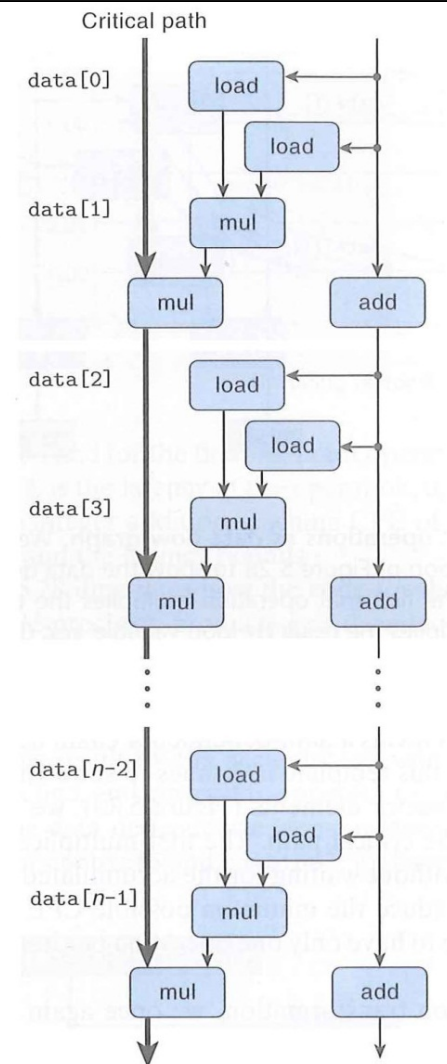 Critical path
data[0]
load
load
data[1]
mul
mul
add
data[2]
load
load
data[3]
mul
mul
add
data[n-2]
load
load
data[n-1]
mul
mul
add